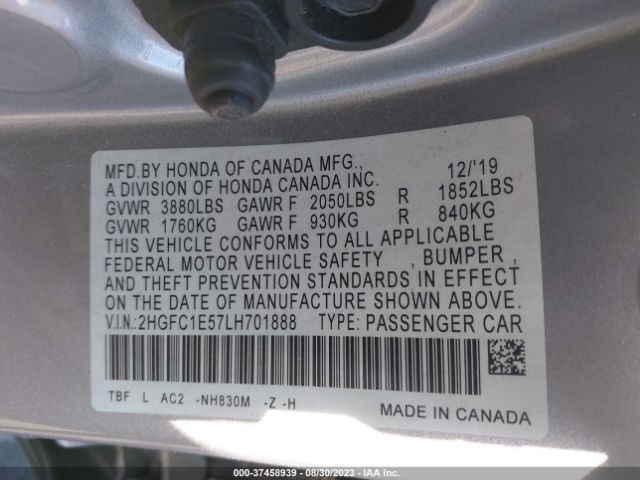 MFD.BY HONDA OF CANADA MFG., 12/'19
A DIVISION OF HONDA CANADA INC.
GVWR 3880LBS GAWR F 2050LBS R 1852LBS
GVWR 1760KG GAWR F 930KG R 840KG
THIS VEHICLE CONFORMS TO ALL APPLICABLE
FEDERAL MOTOR VEHICLE SAFETY , BUMPER ,
AND THEFT PREVENTION STANDARDS IN EFFECT
ON THE DATE OF MANUFACTURE SHOWN ABOVE.
V.I.N.:2HGFC1E57LH701888 TYPE: PASSENGER CAR
TBF L AC2 -NH830M -Z -H
MADE IN CANADA
000-37458939 - 08/30/2023 - IAA Inc.